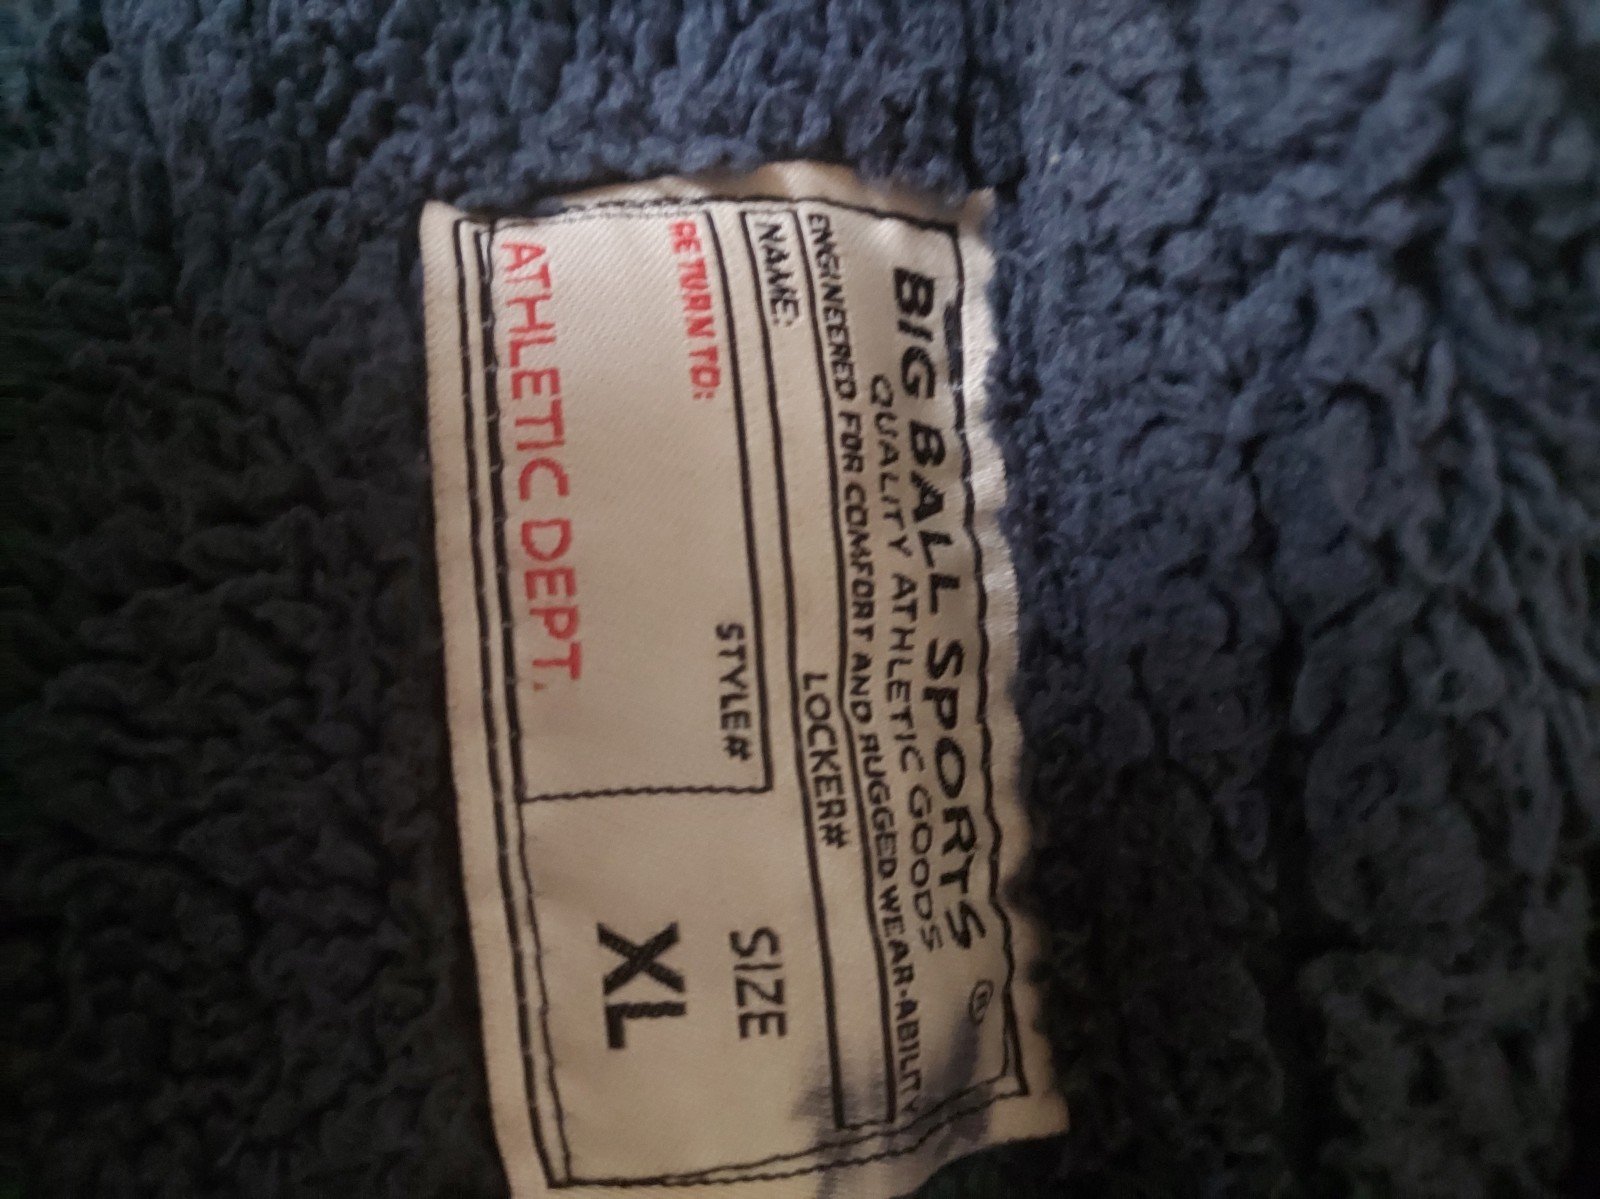 BIG BALL SPORTS ®
QUALITY ATHLETIC GOODS
ENGINEERED FOR COMFORT AND RUGGED WEAR-ABILITY
NAME: LOCKER#
RETURN TO: STYLE# SIZE
XL
ATHLETIC DEPT.